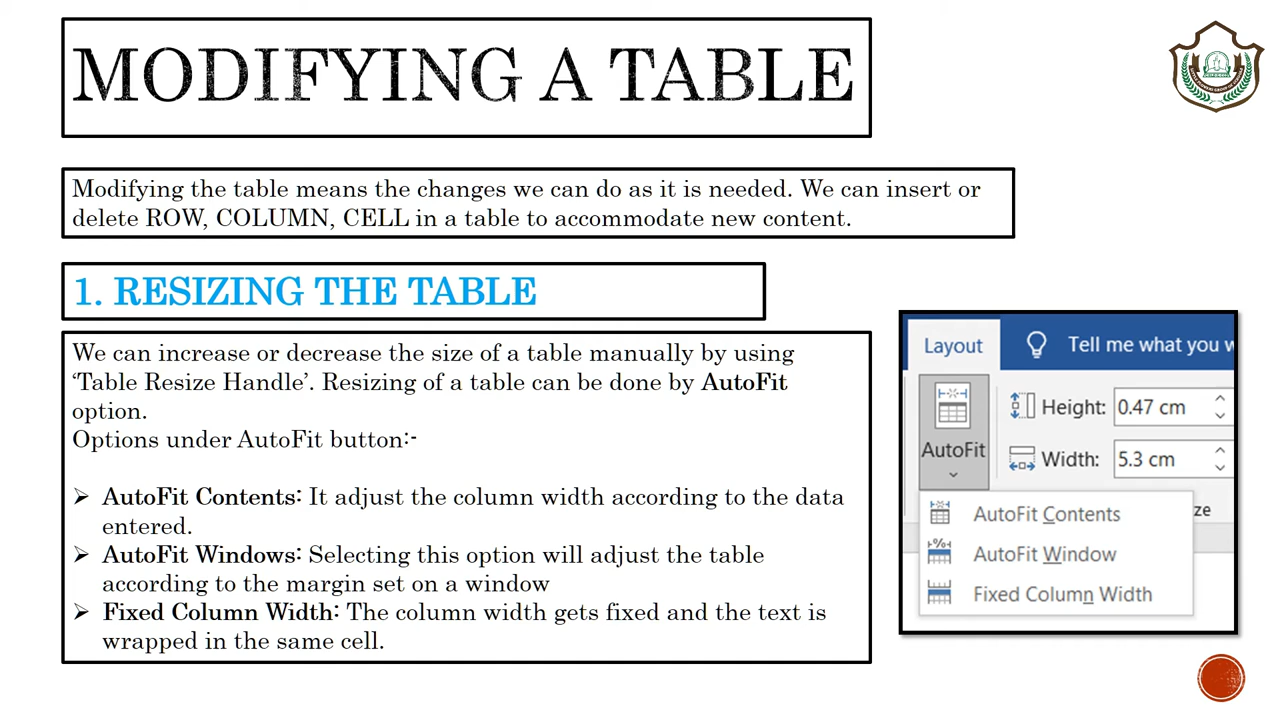 MODIFYING A TABLE
Modifying the table means the changes we can do as it is needed. We can insert or
delete ROW, COLUMN, CELL in a table to accommodate new content.
1. RESIZING THE TABLE
We can increase or decrease the size of a table manually by using
‘Table Resize Handle’. Resizing of a table can be done by AutoFit
option.
Options under AutoFit button:-
➢ AutoFit Contents: It adjust the column width according to the data
entered.
➢ AutoFit Windows: Selecting this option will adjust the table
according to the margin set on a window
➢ Fixed Column Width: The column width gets fixed and the text is
wrapped in the same cell.
Layout
Tell me what you w
AutoFit
Height: 0.47 cm
Width: 5.3 cm
ze
AutoFit Contents
AutoFit Window
Fixed Column Width